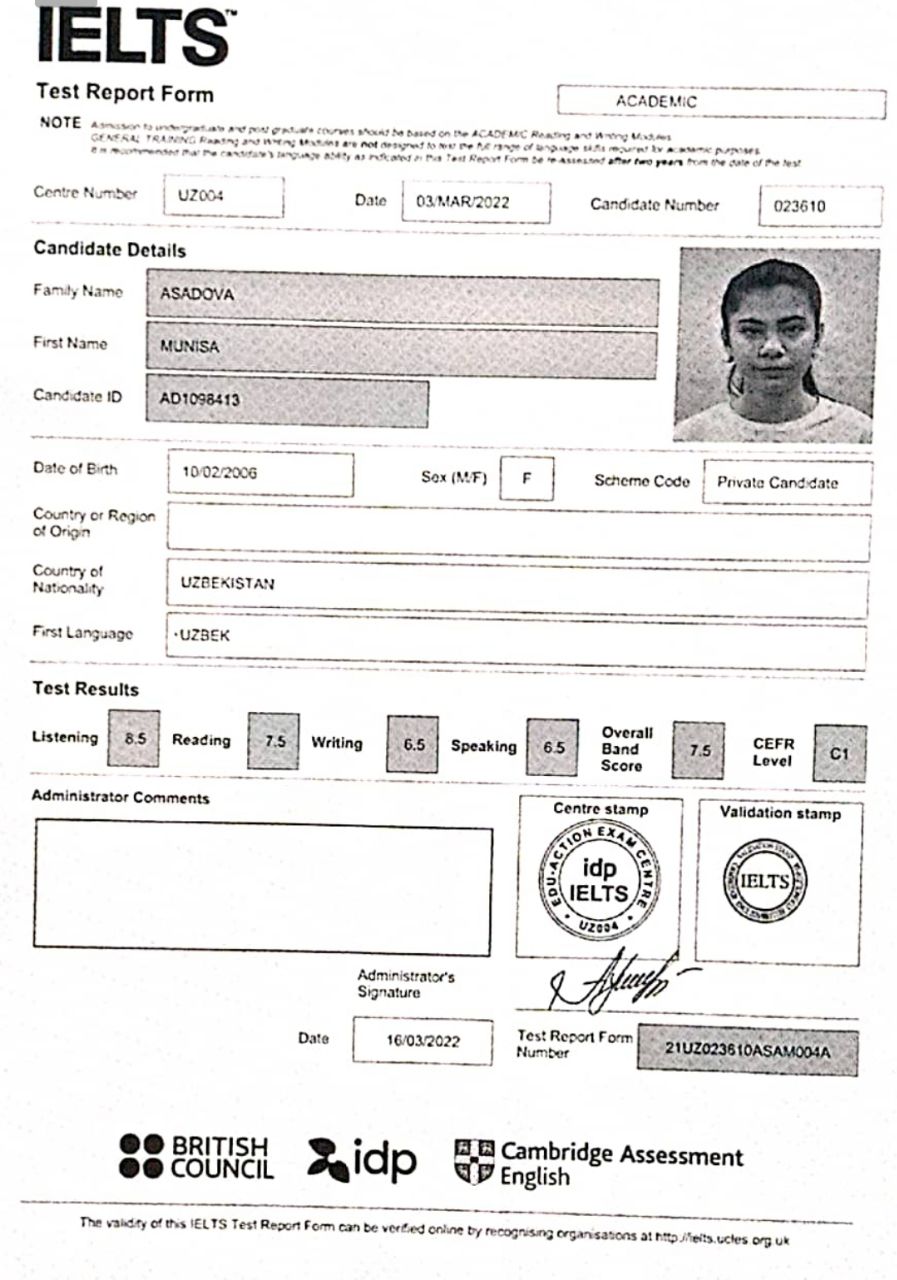 IELTS™
Test Report Form
ACADEMIC
NOTE Admission to undergraduate and post graduate courses should be based on the ACADEMIC Reading and Writing Modules.
GENERAL TRAINING Reading and Writing Modules are not designed to test the full range of language skills required for academic purposes.
It is recommended that the candidate's language ability as indicated in this Test Report Form be re-assessed after two years from the date of the test.
Centre Number UZ004 Date 03/MAR/2022 Candidate Number 023610
Candidate Details
Family Name ASADOVA
First Name MUNISA
Candidate ID AD1098413
Date of Birth 10/02/2006 Sex (M/F) F Scheme Code Private Candidate
Country or Region
of Origin
Country of
Nationality UZBEKISTAN
First Language UZBEK
Test Results
Listening 8.5 Reading 7.5 Writing 6.5 Speaking 6.5 Overall Band Score 7.5 CEFR Level C1
Administrator Comments
Centre stamp
Validation stamp
EDU-ACTION EXAM CENTRE
idp
IELTS
UZ004
IELTS
Administrator's
Signature
Date 16/03/2022
Test Report Form
Number 21UZ023610ASAM004A
BRITISH
COUNCIL
idp
Cambridge Assessment
English
The validity of this IELTS Test Report Form can be verified online by recognising organisations at http://ielts.ucles.org.uk